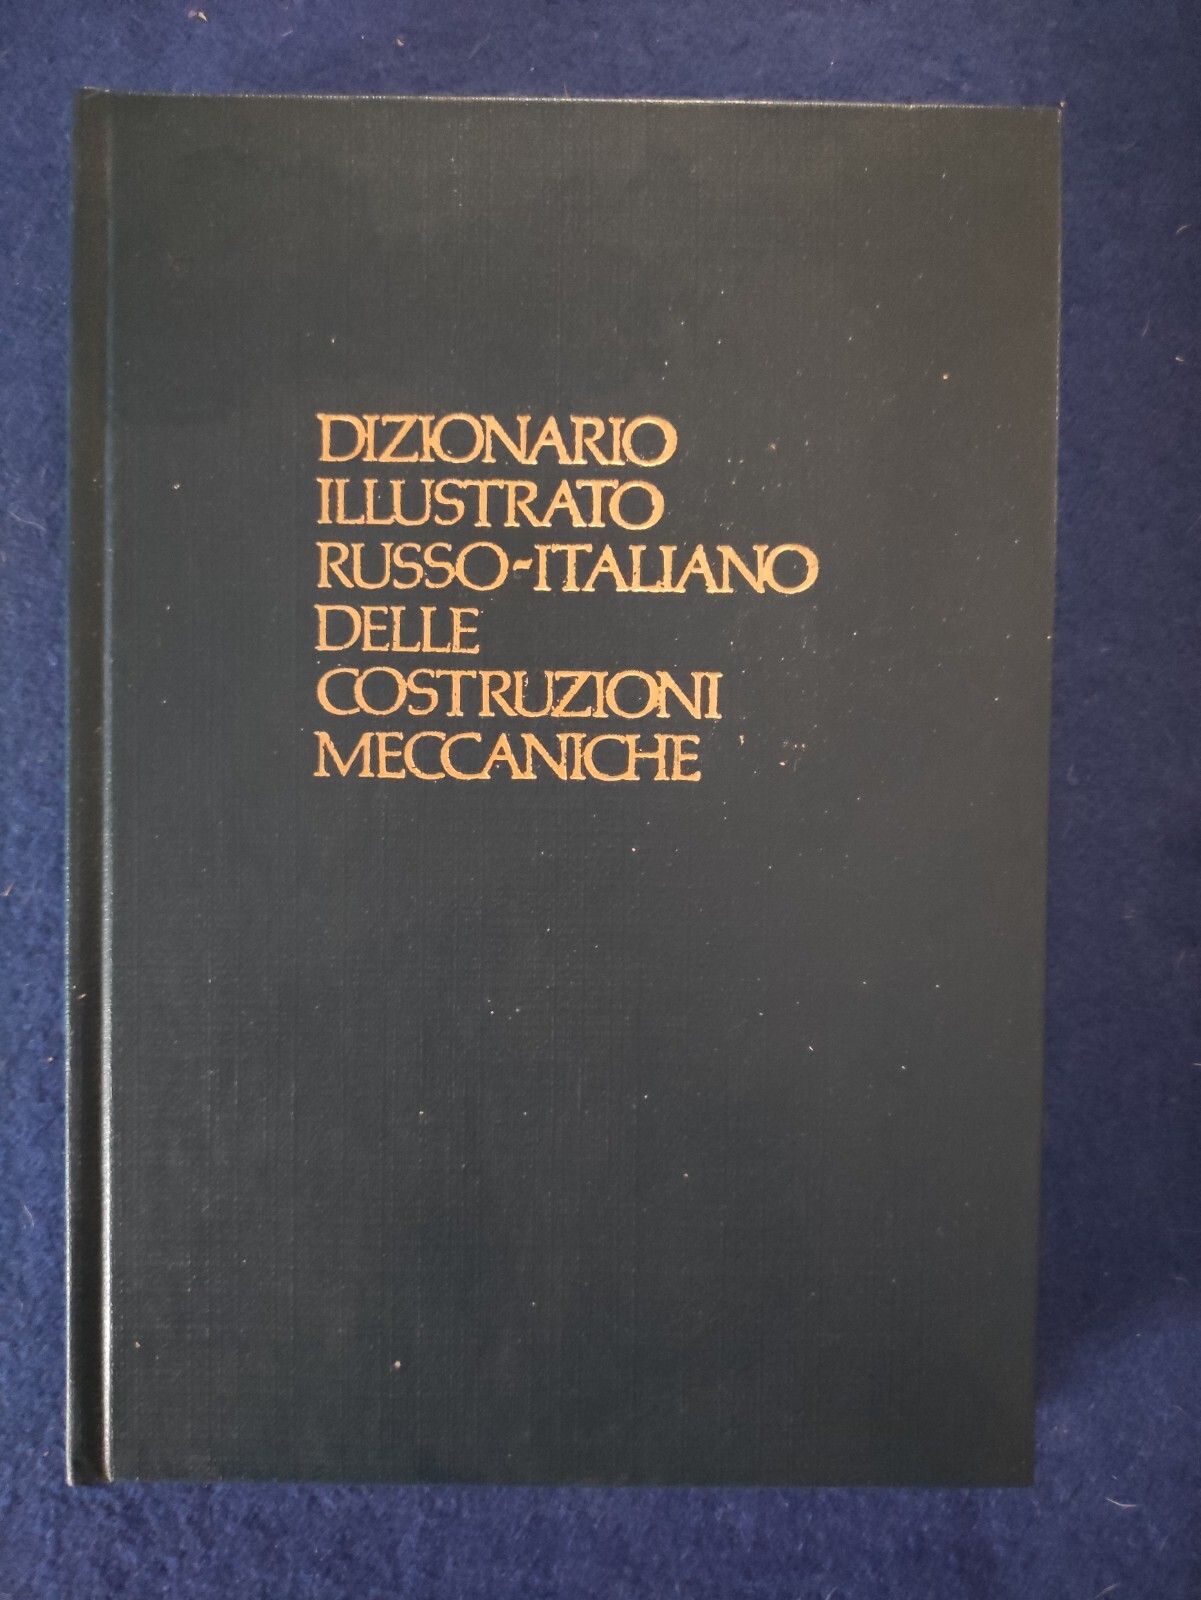 DIZIONARIO
ILLUSTRATO
RUSSO-ITALIANO
DELLE
COSTRUZIONI
MECCANICHE